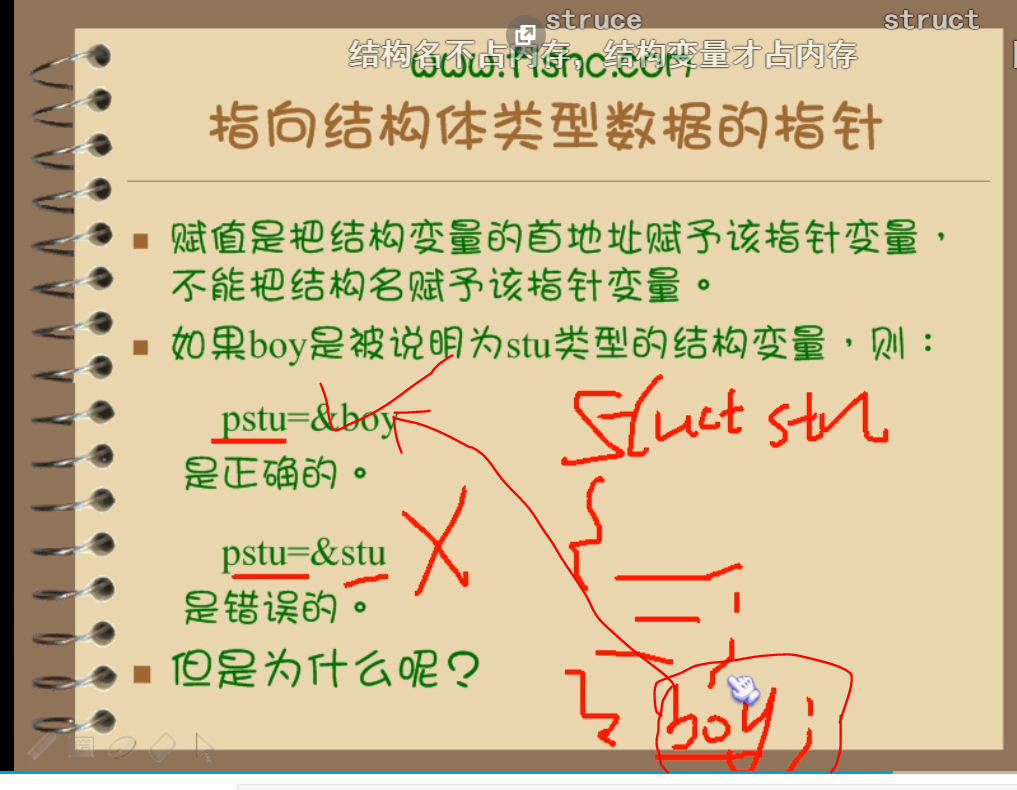 struce struct
结构名不占内存，结构变量才占内存
www.fishc.com
指向结构体类型数据的指针
赋值是把结构变量的首地址赋予该指针变量，
不能把结构名赋予该指针变量。
如果boy是被说明为stu类型的结构变量，则：
pstu=&boy
struct stu
是正确的。
{
pstu=&stu
是错误的。
但是为什么呢？
} boy;